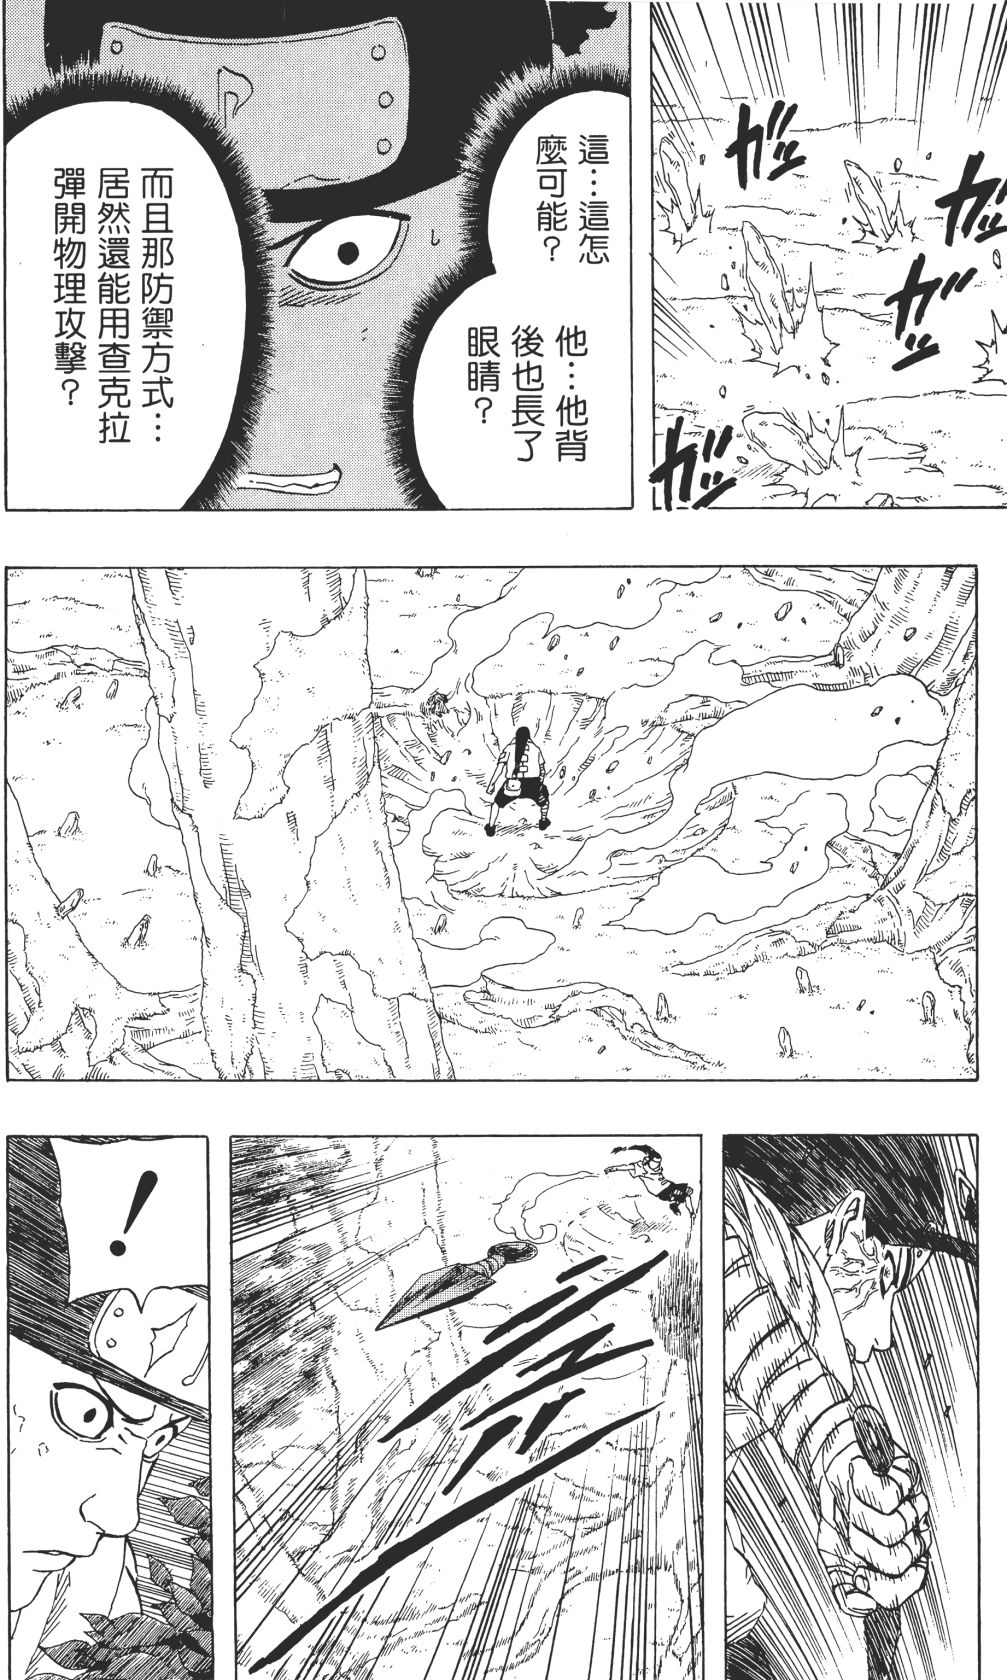 ガッ
ガッ
ガッ
ガッ
這…這怎
麼可能？
他…他背
後也長了
眼睛？
而且那防禦方式…
居然還能用查克拉
彈開物理攻擊？
！